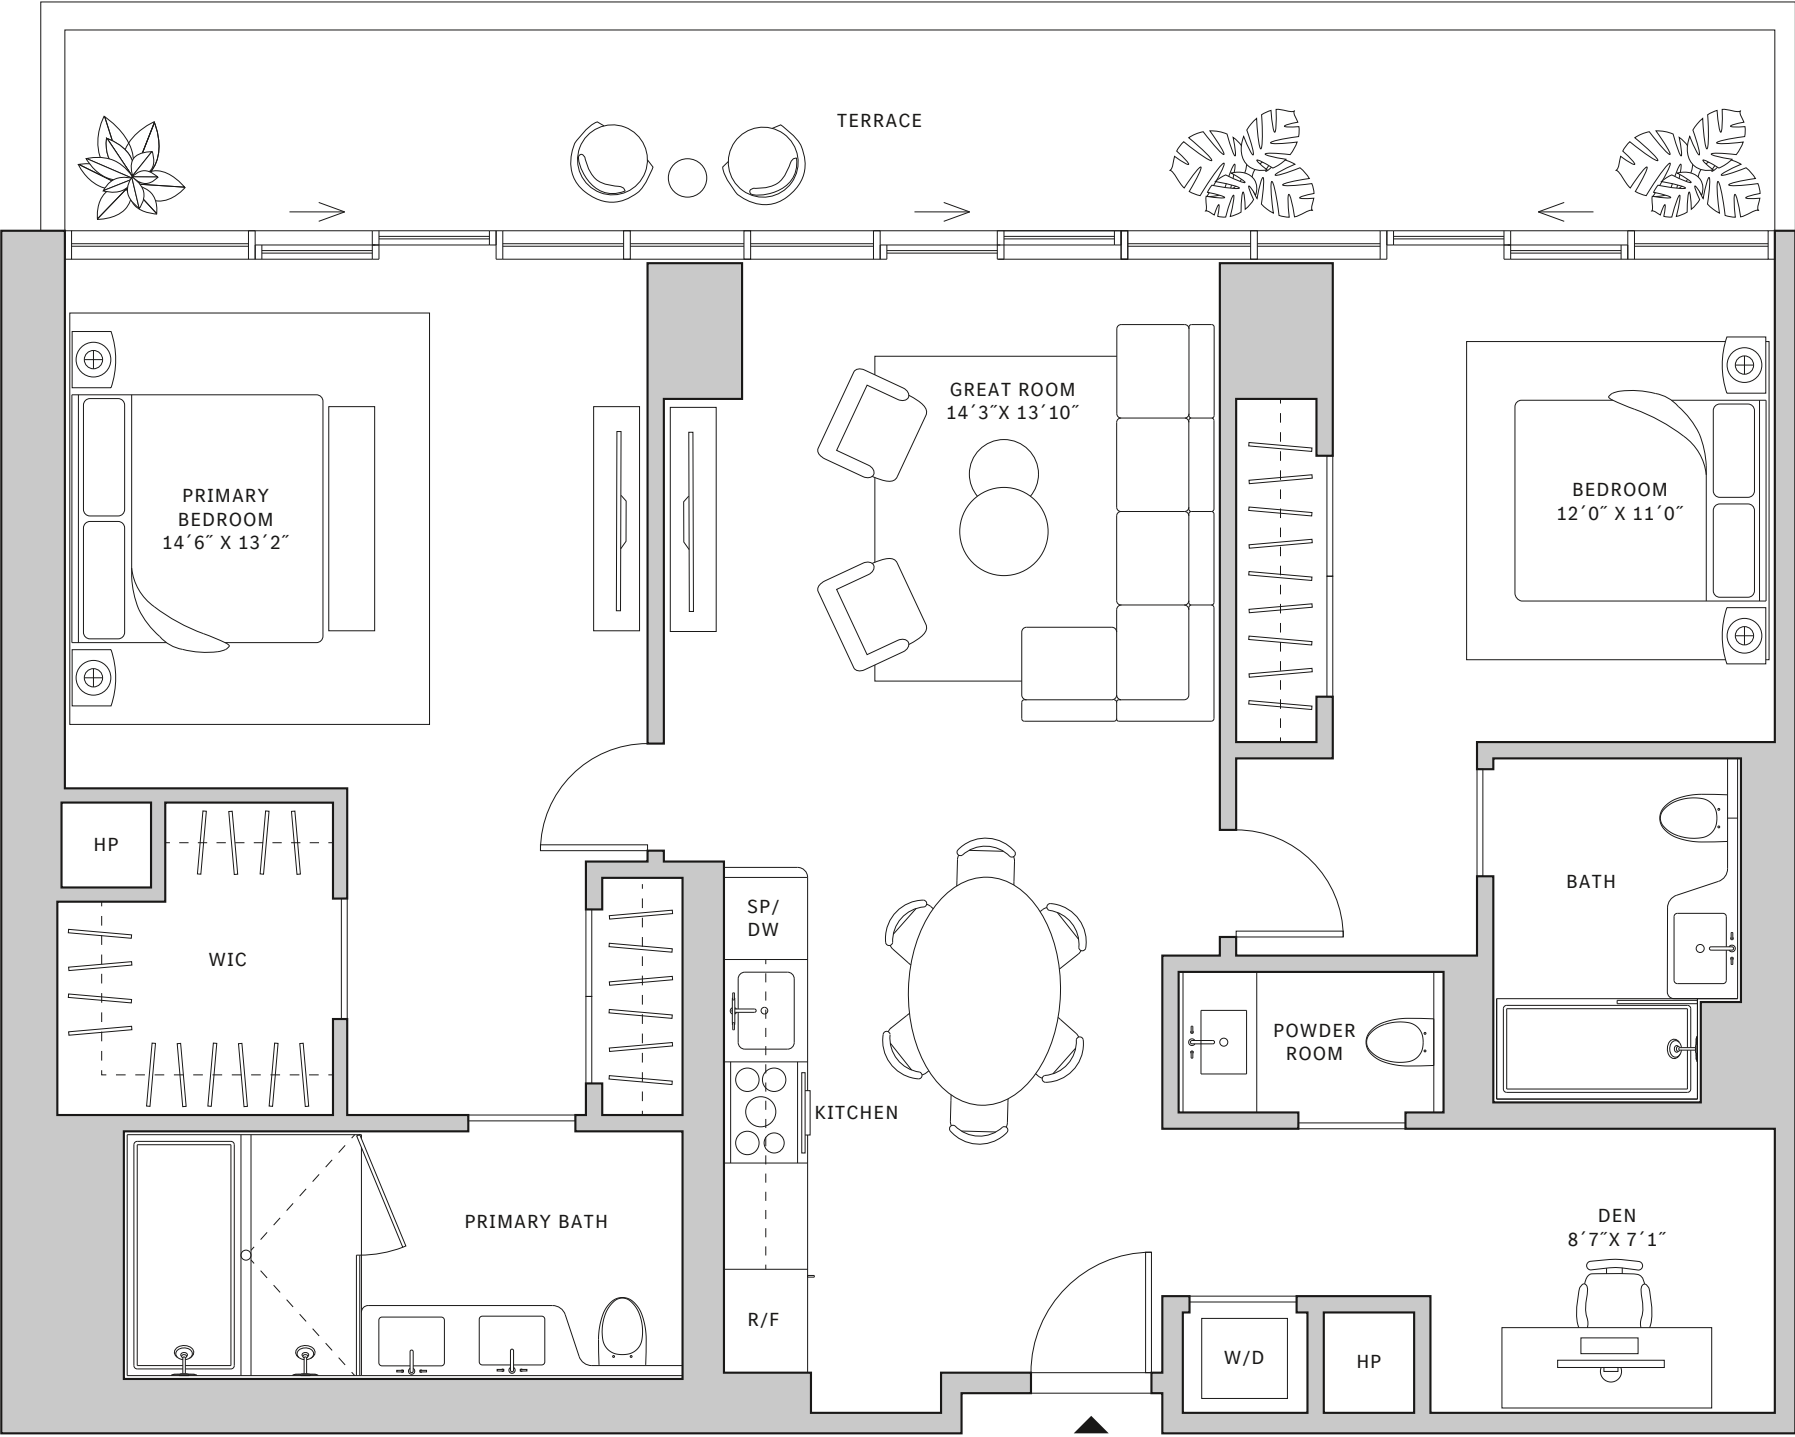 TERRACE
GREAT ROOM
14´3˝X 13´10˝
PRIMARY
BEDROOM
14´6˝ X 13´2˝
BEDROOM
12´0˝ X 11´0˝
HP
WIC
SP/
DW
BATH
POWDER
ROOM
KITCHEN
PRIMARY BATH
DEN
8´7˝X 7´1˝
R/F
W/D
HP